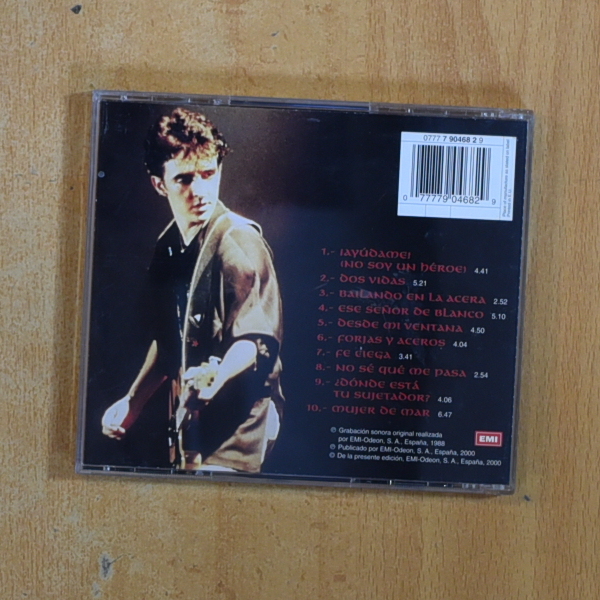 0777 7 90468 2 9
0 77779 04682 9
1.- ¡AYÚDAME!
¡NO SOY UN HÉROE! 4.41
2.- DOS VIDAS 5.21
3.- BAILANDO EN LA ACERA 2.52
4.- ESE SEÑOR DE BLANCO 5.10
5.- DESDE MI VENTANA 4.50
6.- FORJAS Y ACEROS 4.04
7.- FE CIEGA 3.41
8.- NO SÉ QUÉ ME PASA 2.54
9.- ¿DÓNDE ESTÁ
TU SUJETADOR? 4.06
10.- MUJER DE MAR 6:47
℗ Grabación sonora original realizada
por EMI-Odeon, S. A., España, 1988
℗ Publicado por EMI-Odeon, S. A., España, 2000
© De la presente edición, EMI-Odeon, S. A., España, 2000
EMI